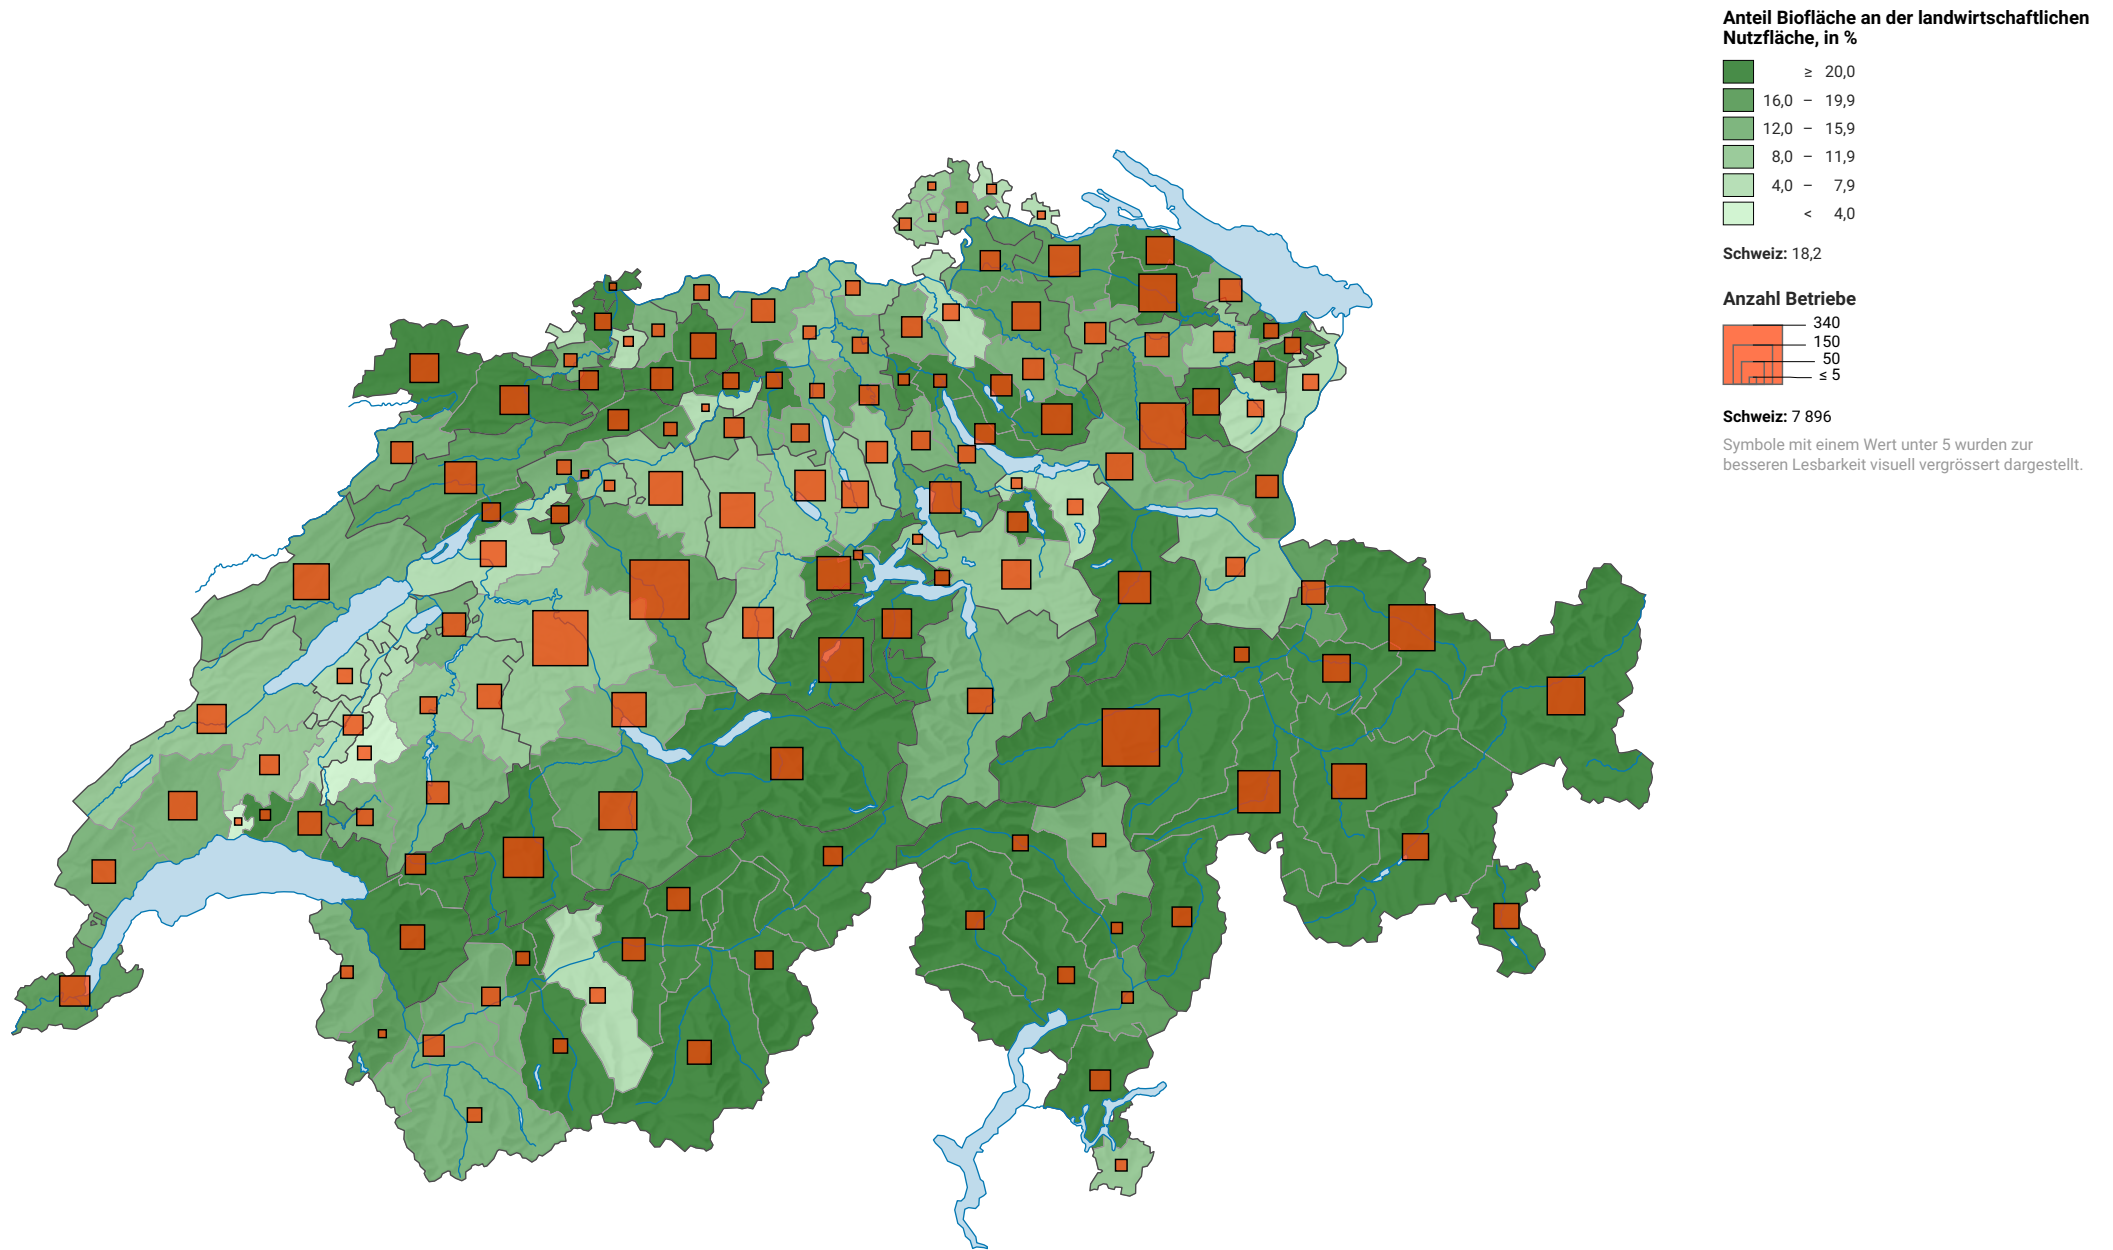 Anteil Biofläche an der landwirtschaftlichen
Nutzfläche, in %
≥ 20,0
16,0 – 19,9
12,0 – 15,9
8,0 – 11,9
4,0 – 7,9
< 4,0
Schweiz: 18,2
Anzahl Betriebe
340
150
50
≤ 5
Schweiz: 7 896
Symbole mit einem Wert unter 5 wurden zur
besseren Lesbarkeit visuell vergrössert dargestellt.